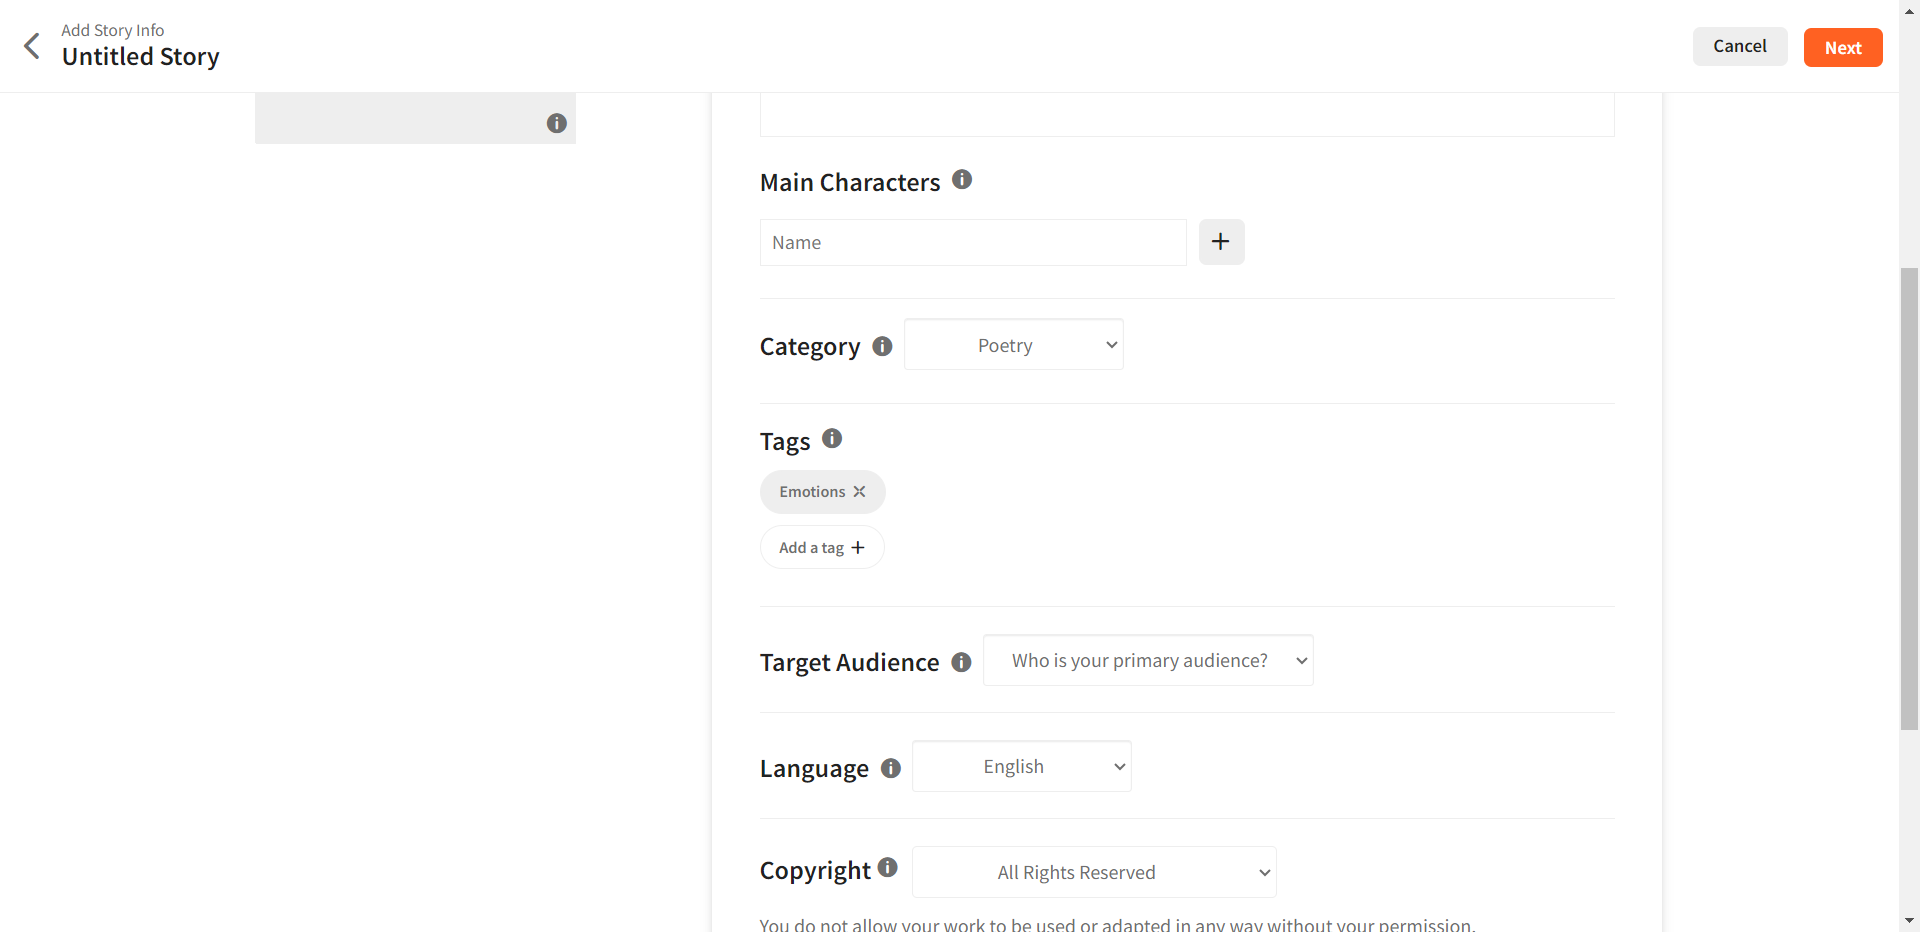 Add Story Info
Untitled Story
Cancel
Next
Main Characters
Name
Category
Poetry
Tags
Emotions
Add a tag
Target Audience
Who is your primary audience?
Language
English
Copyright
All Rights Reserved
You do not allow your work to be used or adapted in any way without your permission.